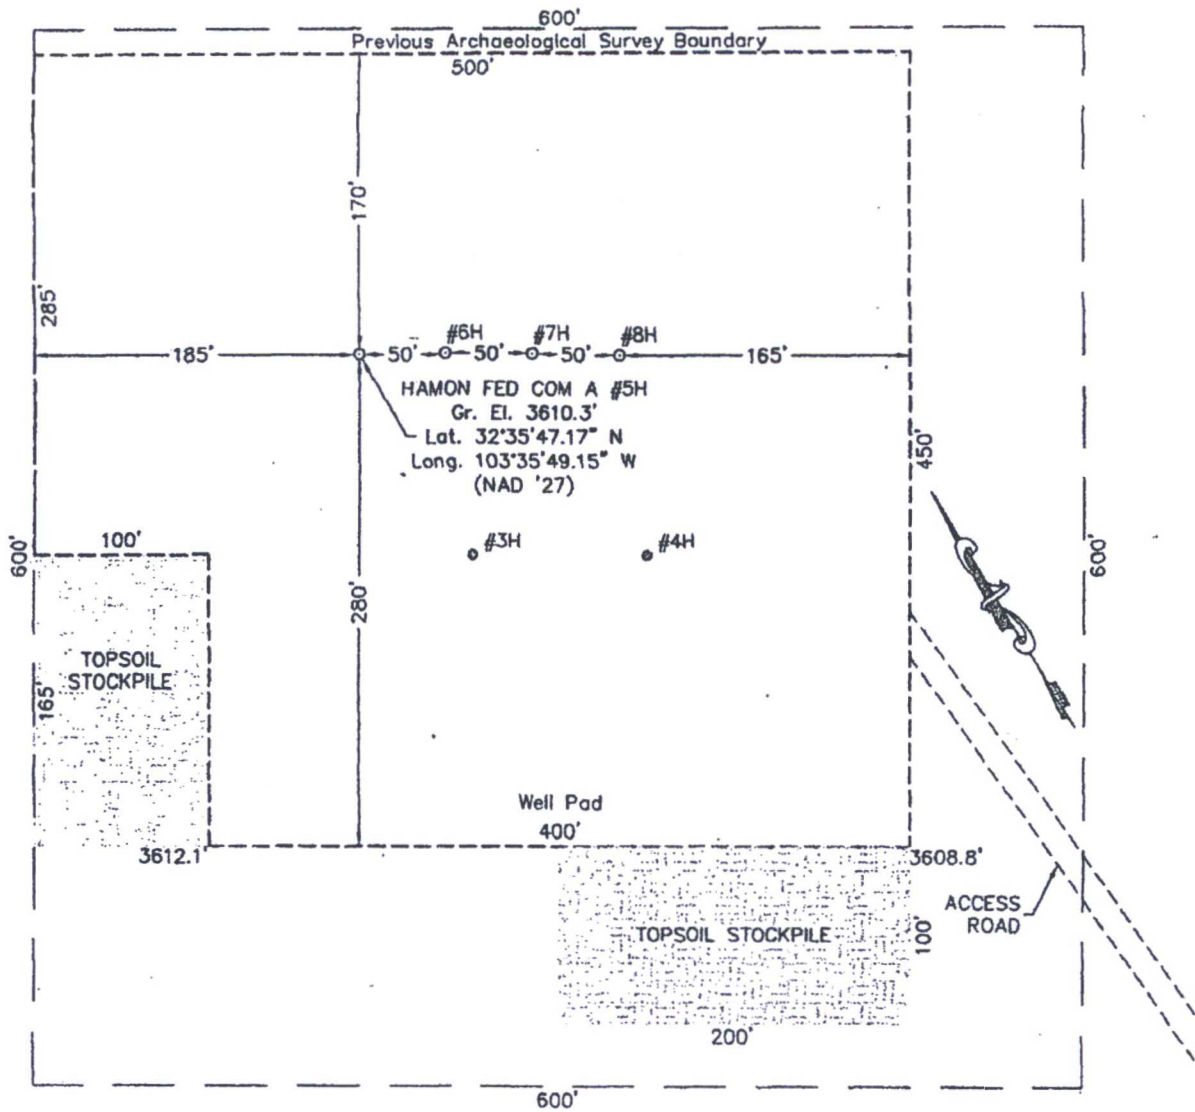 600'
Previous Archaeological Survey Boundary
500'
170'
285'
#6H
#7H
#8H
185'
50'
50'
50'
165'
HAMON FED COM A #5H
Gr. El. 3610.3'
Lat. 32°35'47.17" N
Long. 103°35'49.15" W
(NAD '27)
450'
600'
100'
#3H
#4H
600'
280'
TOPSOIL
STOCKPILE
165'
Well Pad
400'
3612.1'
3608.8'
ACCESS
ROAD
TOPSOIL STOCKPILE
100'
200'
600'